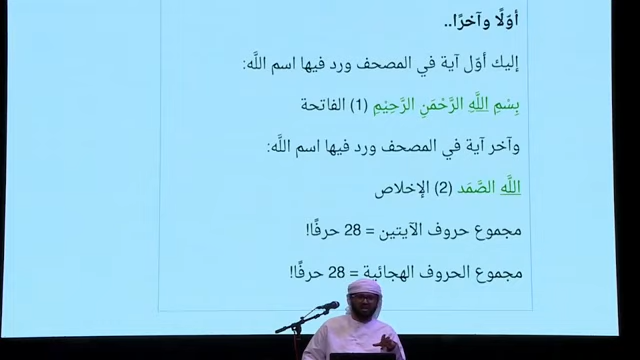 أوّلًا وآخرًا..
إليك أوّل آية في المصحف ورد فيها اسم اللَّه:
بِسْمِ اللَّهِ الرَّحْمَنِ الرَّحِيْمِ (1) الفاتحة
وآخر آية في المصحف ورد فيها اسم اللَّه:
اللَّه الصَّمَد (2) الإخلاص
مجموع حروف الآيتين = 28 حرفًا!
مجموع الحروف الهجائية = 28 حرفًا!